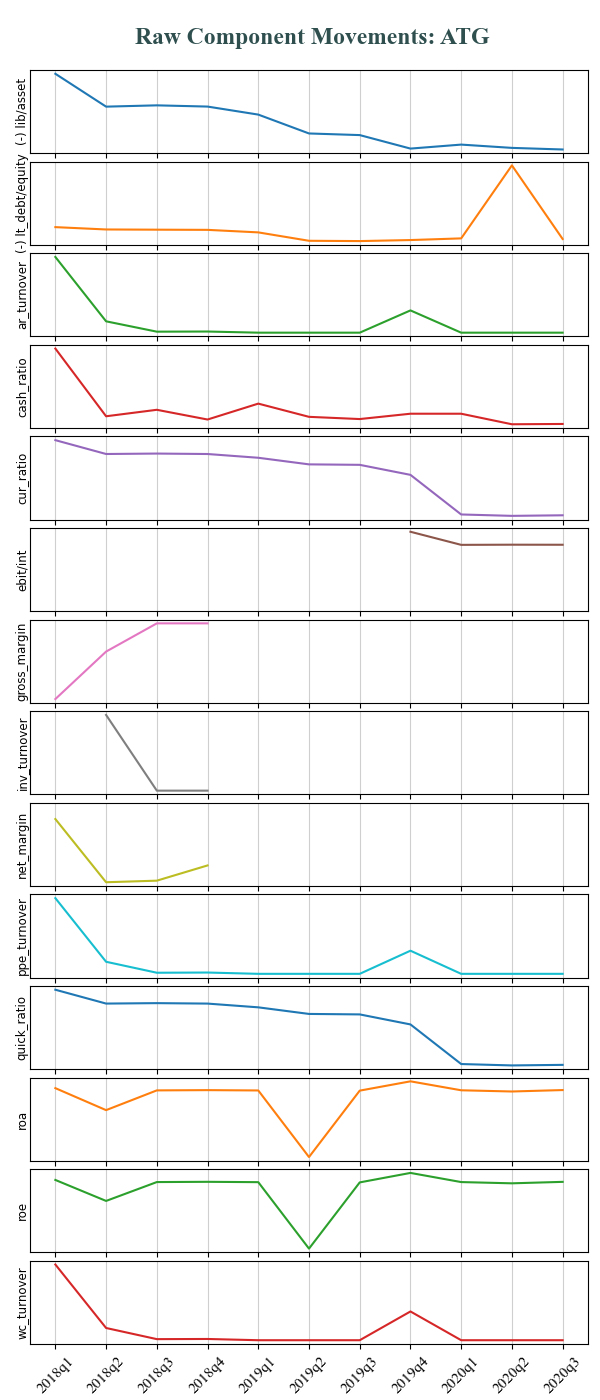 Raw Component Movements: ATG
(-) lib/asset
(-) lt_debt/equity
ar_turnover
cash_ratio
cur_ratio
ebit/int
gross_margin
inv_turnover
net_margin
ppe_turnover
quick_ratio
roa
roe
wc_turnover
2018q1 2018q2 2018q3 2018q4 2019q1 2019q2 2019q3 2019q4 2020q1 2020q2 2020q3